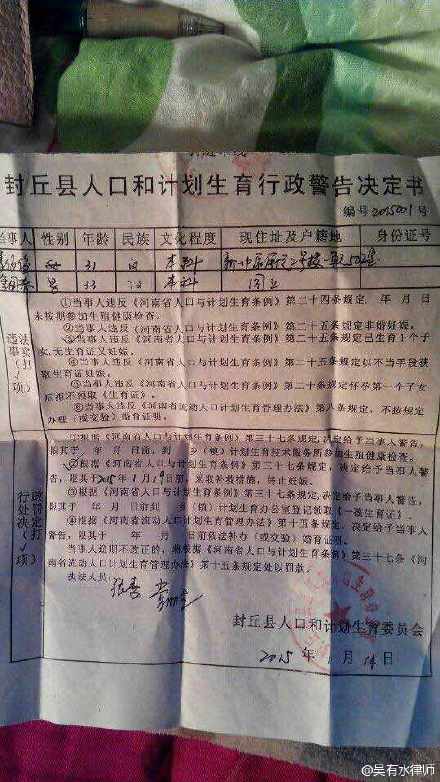 封丘县人口和计划生育行政警告决定书
编号2015001号
当事人 性别 年龄 民族 文化程度 现住址及户籍地 身份证号
女 31 汉 本科
男 33 汉 本科 同上
违法事实(打√项)
①当事人违反《河南省人口与计划生育条例》第二十四条规定, 年 月 日
未按期参加生殖健康检查。
②当事人违反《河南省人口与计划生育条例》第二十五条规定非婚妊娠。
③当事人违反《河南省人口与计划生育条例》第二十五条规定已生育1个子
女,无生育证又妊娠。
④当事人违反《河南省人口与计划生育条例》第二十五条规定以不当手段获
取生育证妊娠。
⑤当事人违反《河南省人口与计划生育条例》第二十条规定怀孕第一个子女
后拒不领取《生育证》。
⑥当事人违反《河南省流动人口计划生育管理办法》第八条规定,不按规定
办理(或交验)婚育证明。
行政处罚决定(打√项)
①根据《河南省人口与计划生育条例》第三十七条规定,决定给予当事人警告,
限其于 年 月 日前,到 乡(镇)计划生育技术服务所参加生殖健康检查。
②根据《河南省人口与计划生育条例》第三十七条规定,决定给予当事人警
告,限其于2015年1月19日前,采取补救措施,终止妊娠。
③根据《河南省人口与计划生育条例》第三十七条规定,决定给予当事人警告,
限其于 年 月 日前到 乡(镇)计划生育办公室登记领取《一孩生育证》。
④根据《河南省流动人口计划生育管理办法》第十五条规定,决定给予当事人
警告,限其于 年 月 日前依法补办(或交验)婚育证明。
当事人逾期不改正的,将根据《河南省人口与计划生育条例》第三十七条(河
南省流动人口计划生育管理办法》第十五条规定处以罚款。
执法人员:
封丘县人口和计划生育委员会
2015年1月14日
@吴有水律师